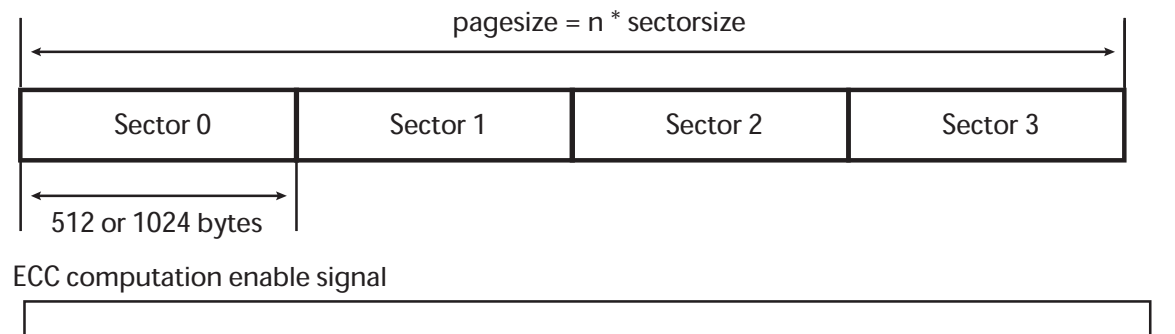 pagesize = n * sectorsize
Sector 0 Sector 1 Sector 2 Sector 3
512 or 1024 bytes
ECC computation enable signal